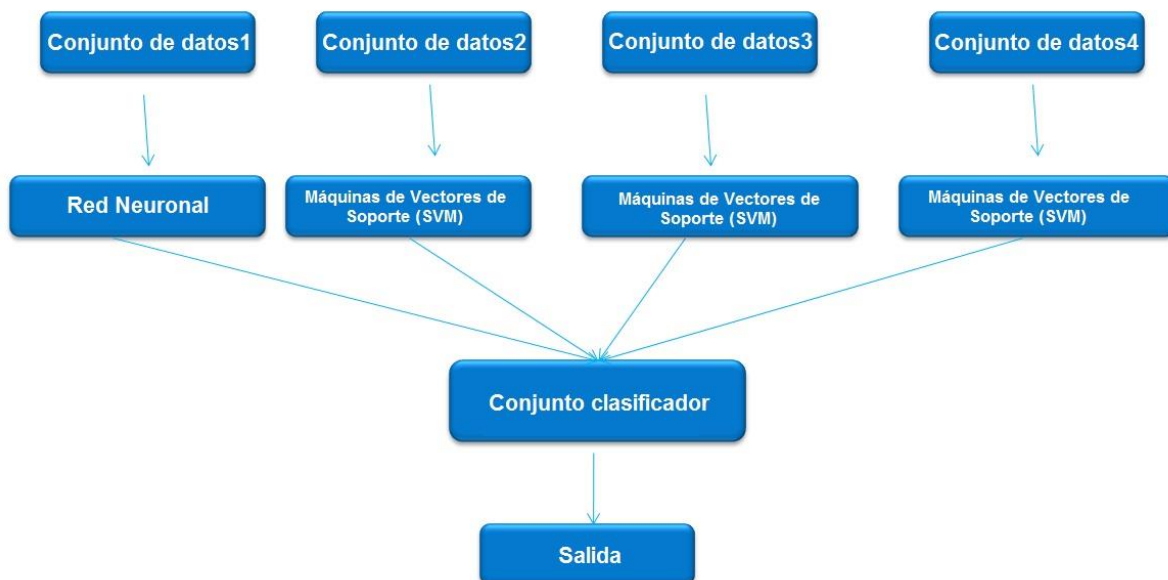 Conjunto de datos1
Conjunto de datos2
Conjunto de datos3
Conjunto de datos4
Red Neuronal
Máquinas de Vectores de
Soporte (SVM)
Máquinas de Vectores de
Soporte (SVM)
Máquinas de Vectores de
Soporte (SVM)
Conjunto clasificador
Salida